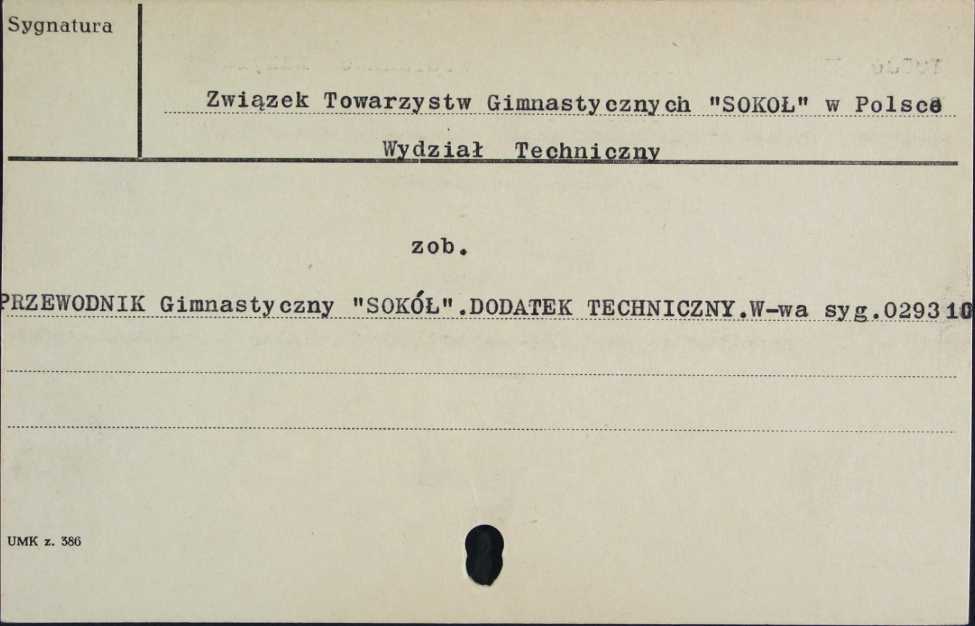 Sygnatura
Związek Towarzystw Gimnastycznych "SOKOŁ" w Polsce
Wydział Techniczny
zob.
PRZEWODNIK Gimnastyczny "SOKÓŁ".DODATEK TECHNICZNY.W-wa syg.029310
UMK z. 386